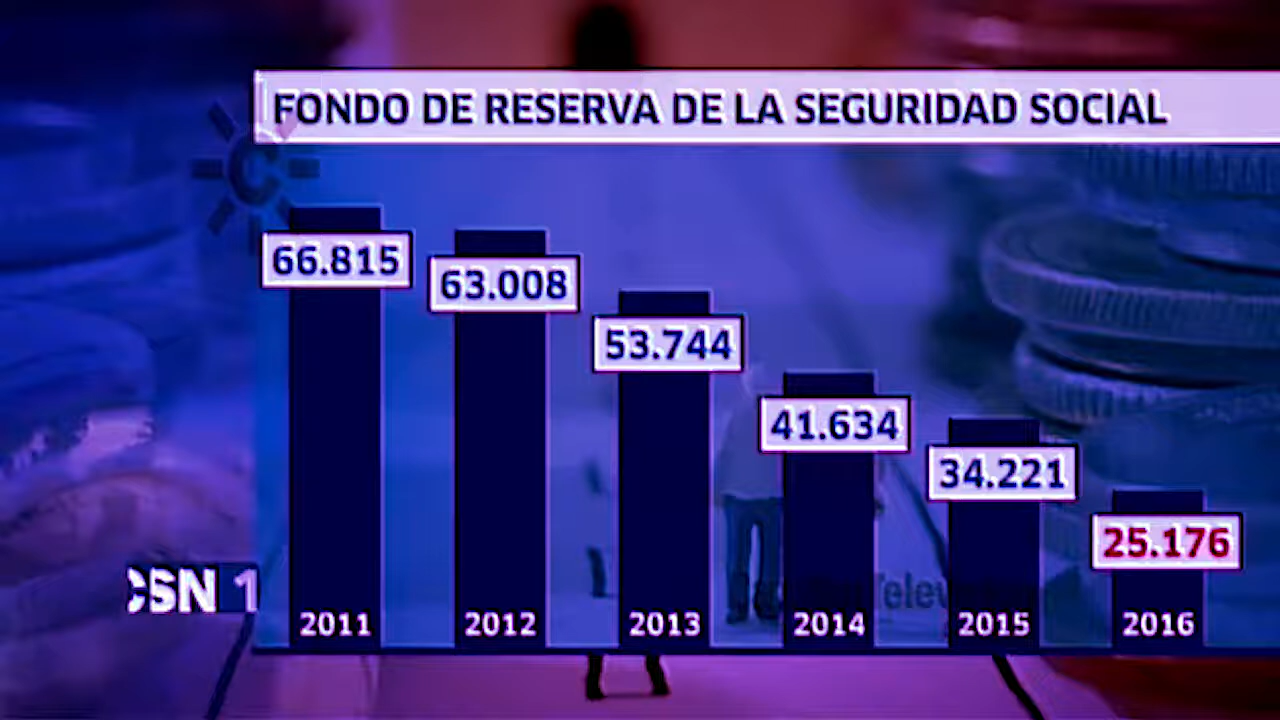 FONDO DE RESERVA DE LA SEGURIDAD SOCIAL
66.815
63.008
53.744
41.634
34.221
25.176
CSN 1
2011 2012 2013 2014 2015 2016